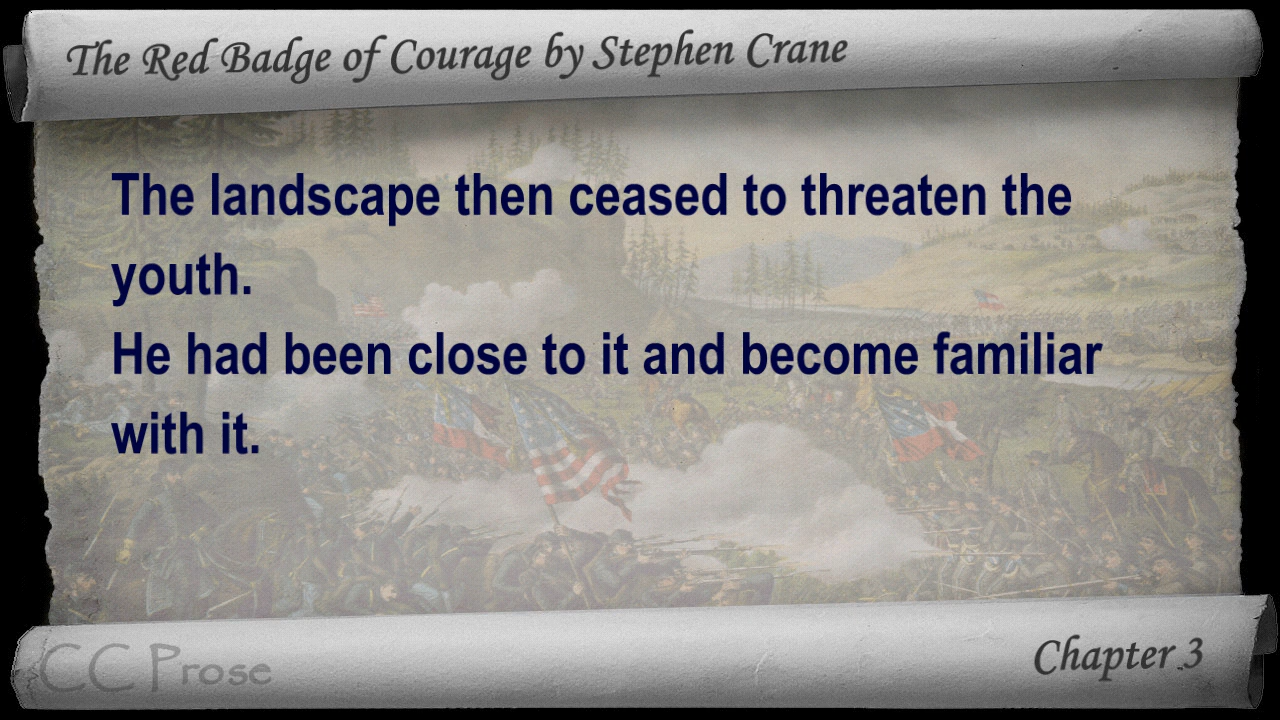 The Red Badge of Courage by Stephen Crane
The landscape then ceased to threaten the
youth.
He had been close to it and become familiar
with it.
CC Prose
Chapter 3